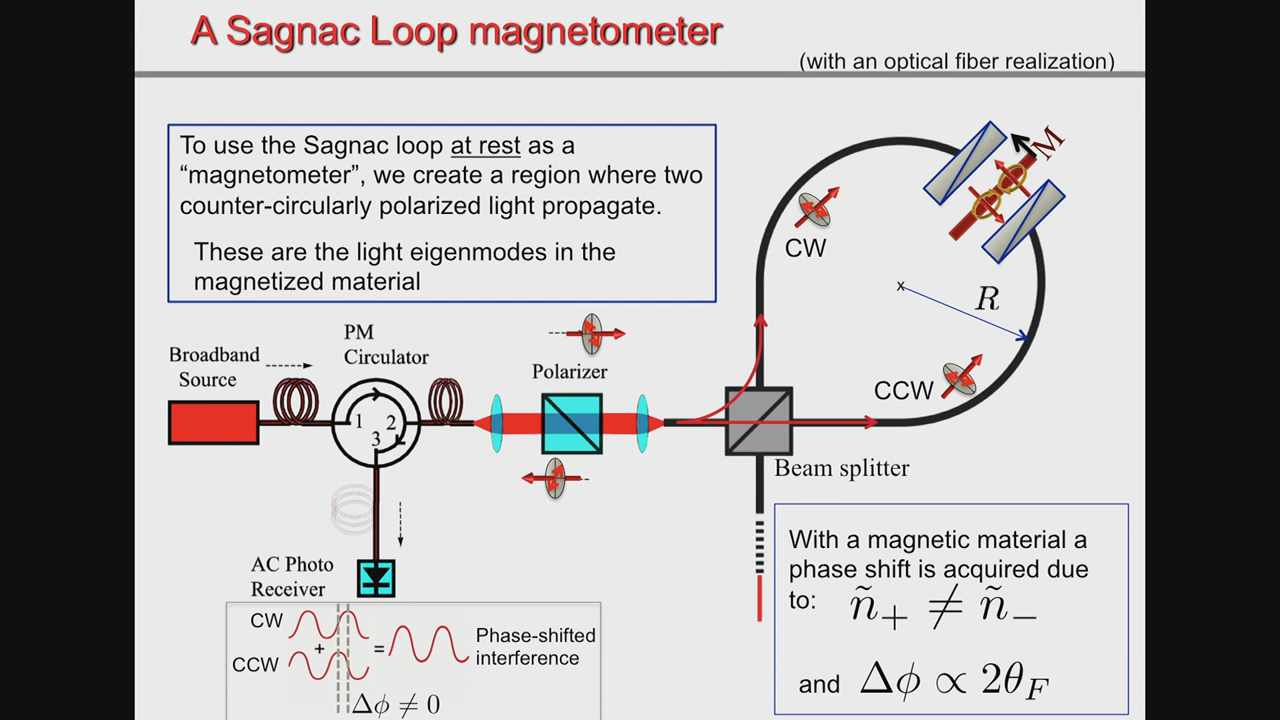 A Sagnac Loop magnetometer
(with an optical fiber realization)
To use the Sagnac loop at rest as a
“magnetometer”, we create a region where two
counter-circularly polarized light propagate.
These are the light eigenmodes in the
magnetized material
M
CW
x
R
CCW
Broadband
Source
PM
Circulator
1
2
3
Polarizer
Beam splitter
AC Photo
Receiver
CW
+
CCW
=
Phase-shifted
interference
Δϕ ≠ 0
With a magnetic material a
phase shift is acquired due
to: ñ₊ ≠ ñ₋
and Δϕ ∝ 2θ_F